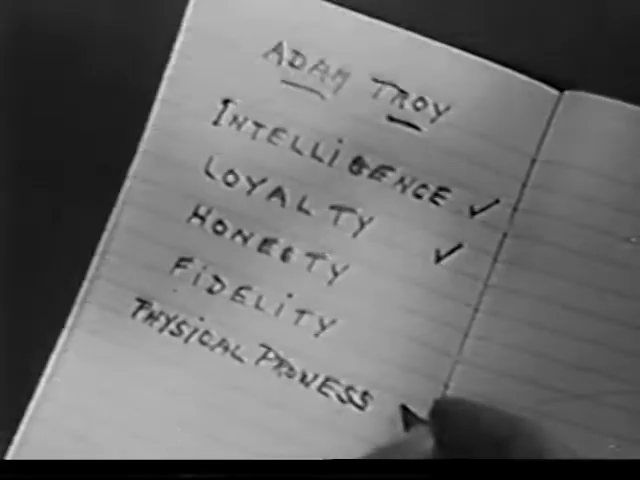 ADAM TROY
INTELLiGENCE ✓
LOYALTY ✓
HONESTY
FiDELiTY
PHYSiCAL PROWESS